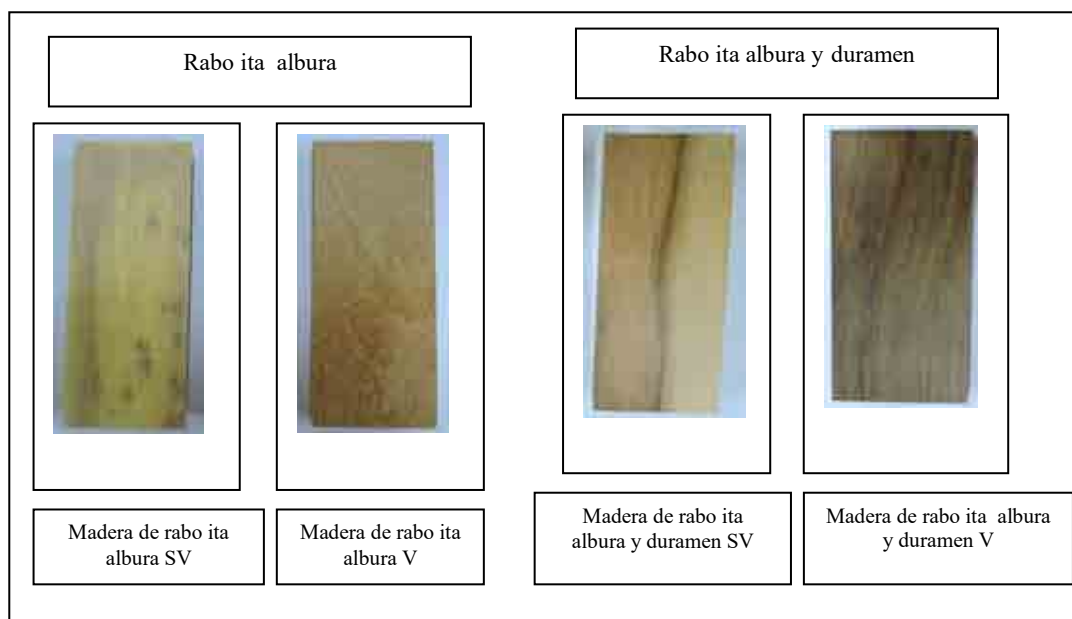 Rabo ita albura
Rabo ita albura y duramen
Madera de rabo ita
albura SV
Madera de rabo ita
albura V
Madera de rabo ita
albura y duramen SV
Madera de rabo ita albura
y duramen V